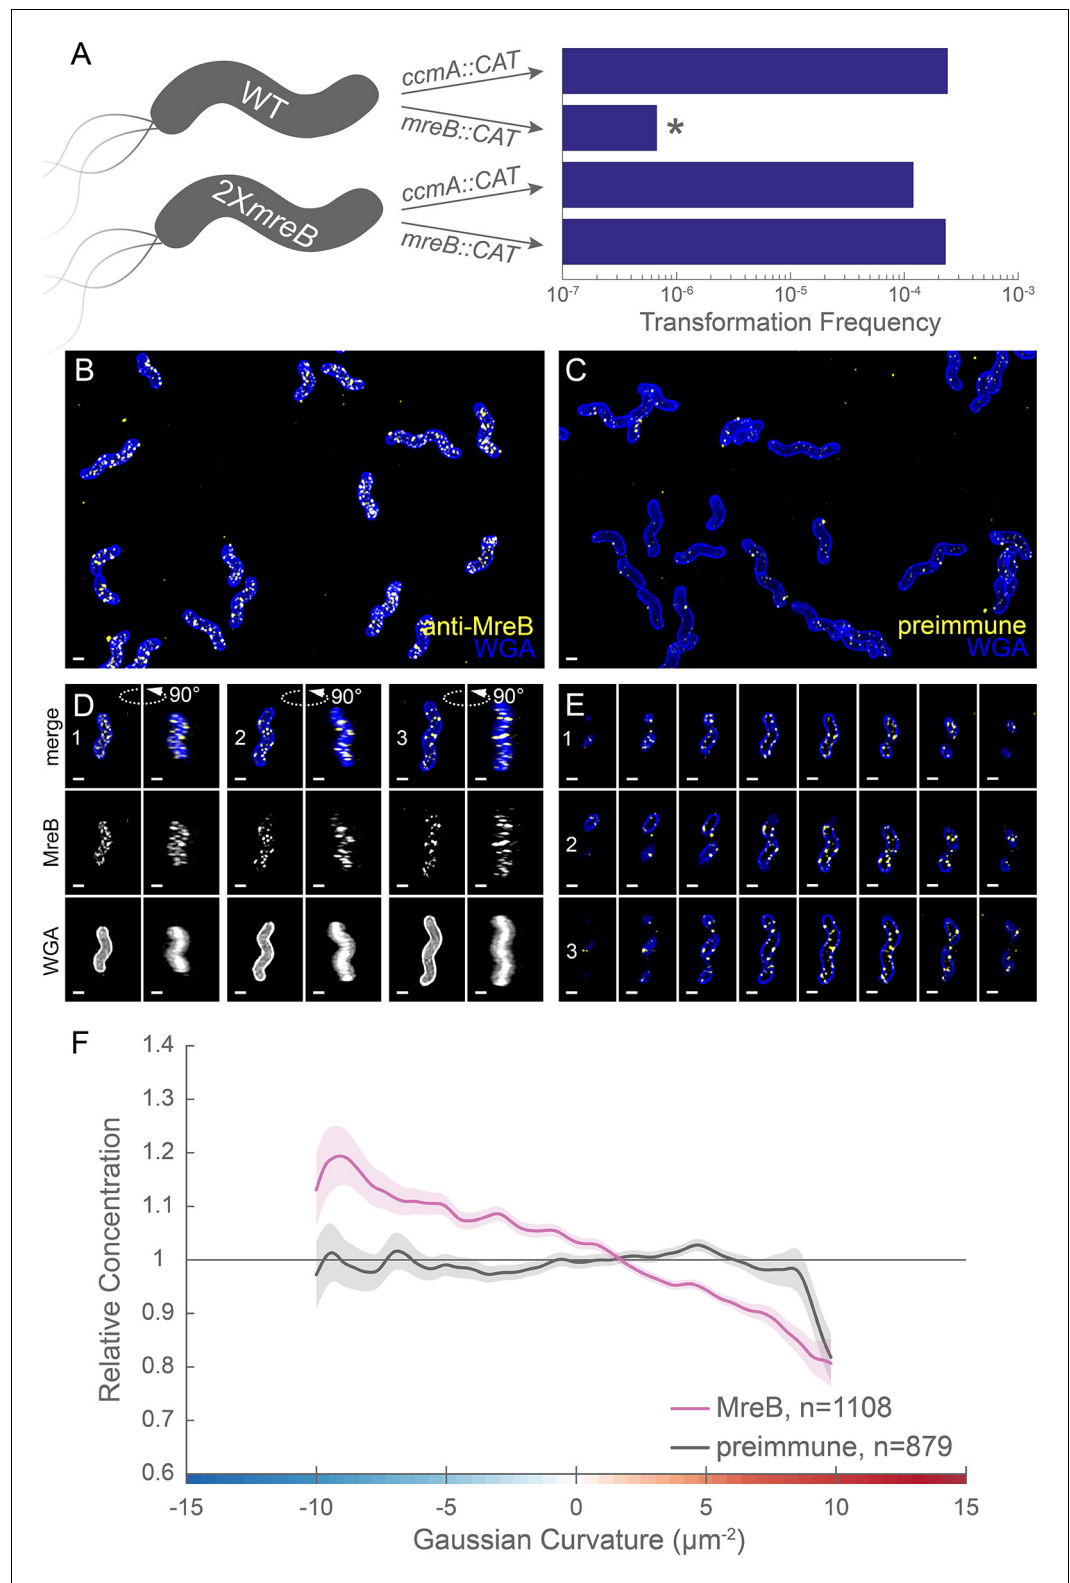 A
WT
ccmA::CAT
mreB::CAT
*
2XmreB
ccmA::CAT
mreB::CAT
10-7 10-6 10-5 10-4 10-3
Transformation Frequency
B
anti-MreB
WGA
C
preimmune
WGA
D
merge
MreB
WGA
1 90°
2 90°
3 90°
E
1
2
3
F
Relative Concentration
1.4
1.3
1.2
1.1
1
0.9
0.8
0.7
0.6
MreB, n=1108
preimmune, n=879
-15 -10 -5 0 5 10 15
Gaussian Curvature (µm-2)